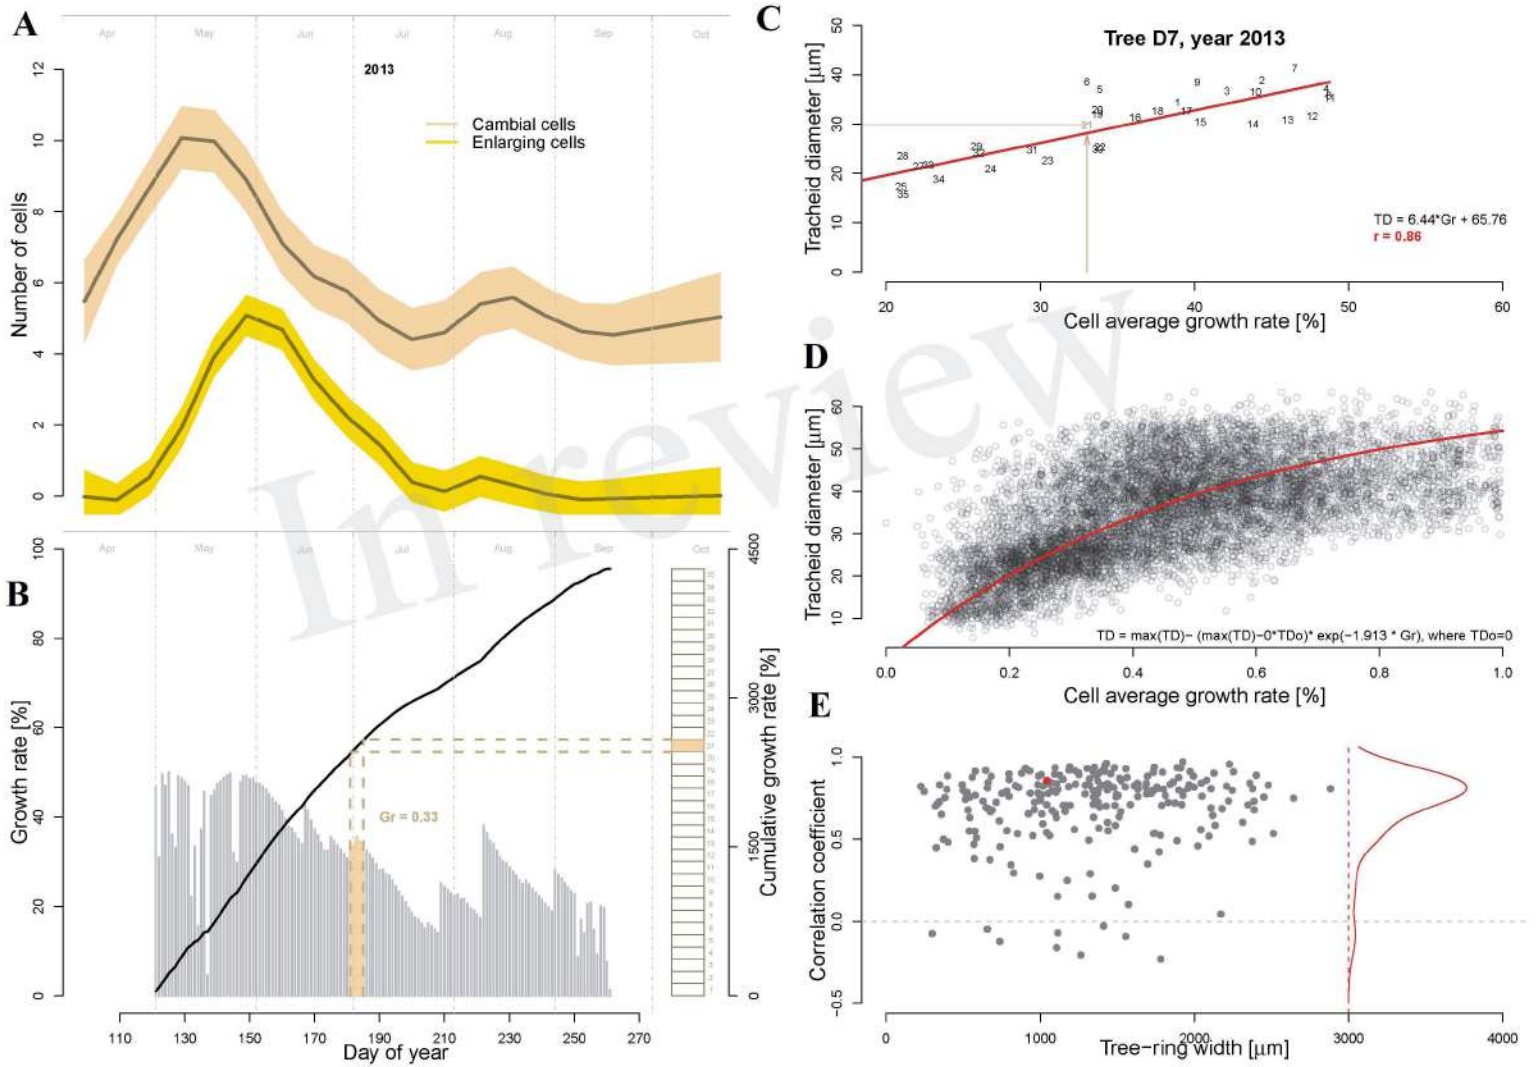 A
Apr May Jun Jul Aug Sep Oct
2013
Cambial cells
Enlarging cells
Number of cells
12
10
8
6
4
2
0
B
Apr May Jun Jul Aug Sep Oct
Growth rate [%]
100
80
60
40
20
0
Gr = 0.33
Cumulative growth rate [%]
4500
3000
1500
0
110 130 150 170 190 210 230 250 270
Day of year
C
Tree D7, year 2013
Tracheid diameter [µm]
50
40
30
20
10
0
TD = 6.44*Gr + 65.76
r = 0.86
20 30 40 50 60
Cell average growth rate [%]
D
Tracheid diameter [µm]
60
50
40
30
20
10
TD = max(TD)− (max(TD)−0*TDo)* exp(−1.913 * Gr), where TDo=0
0.0 0.2 0.4 0.6 0.8 1.0
Cell average growth rate [%]
E
Correlation coefficient
1.0
0.5
0.0
−0.5
0 1000 2000 3000 4000
Tree−ring width [µm]
In review